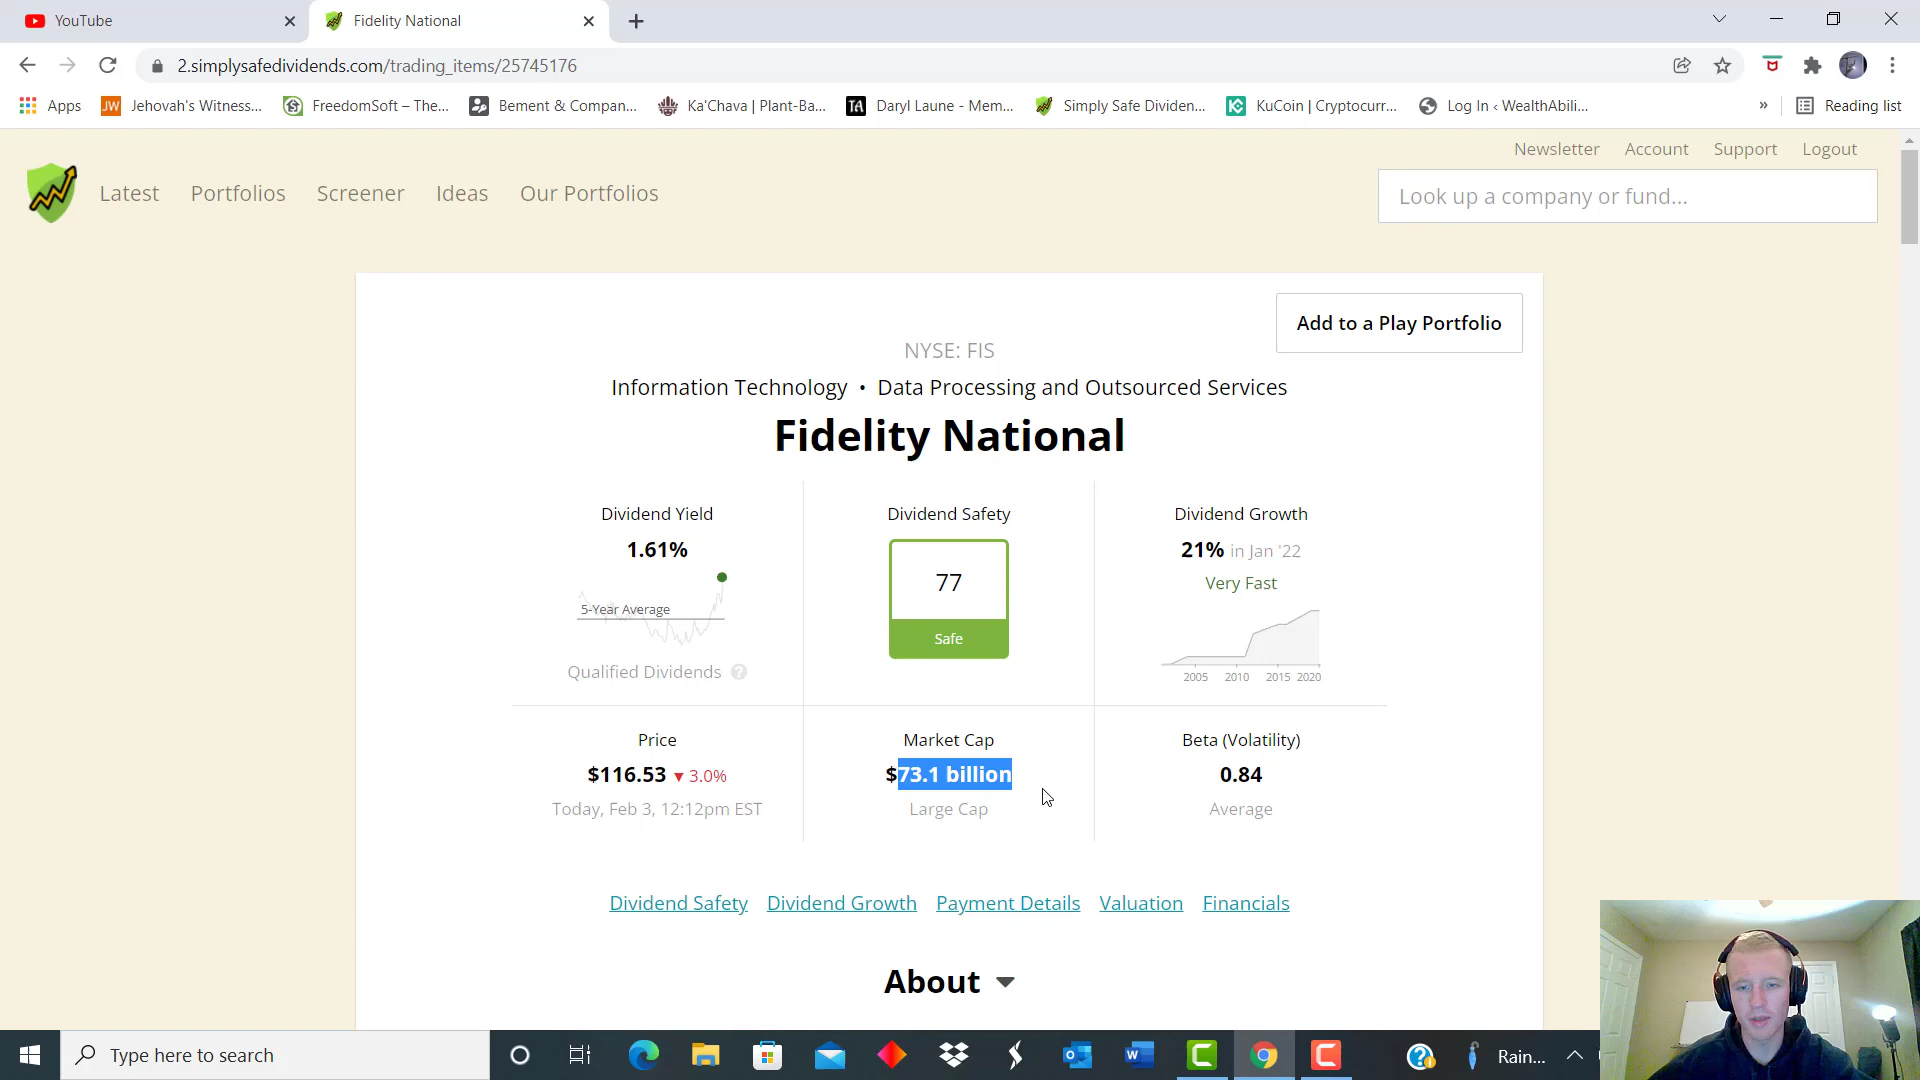 YouTube
Fidelity National
2.simplysafedividends.com/trading_items/25745176
Apps
JW Jehovah's Witness...
FreedomSoft – The...
Bement & Compan...
Ka'Chava | Plant-Ba...
TA Daryl Laune - Mem...
Simply Safe Dividen...
KuCoin | Cryptocurr...
Log In ‹ WealthAbili...
»
Reading list
Newsletter Account Support Logout
Latest Portfolios Screener Ideas Our Portfolios
Look up a company or fund...
Add to a Play Portfolio
NYSE: FIS
Information Technology • Data Processing and Outsourced Services
Fidelity National
Dividend Yield
1.61%
5-Year Average
Qualified Dividends ?
Dividend Safety
77
Safe
Dividend Growth
21% in Jan '22
Very Fast
2005 2010 2015 2020
Price
$116.53 ▼ 3.0%
Today, Feb 3, 12:12pm EST
Market Cap
$73.1 billion
Large Cap
Beta (Volatility)
0.84
Average
Dividend Safety Dividend Growth Payment Details Valuation Financials
About
Type here to search
Rain...